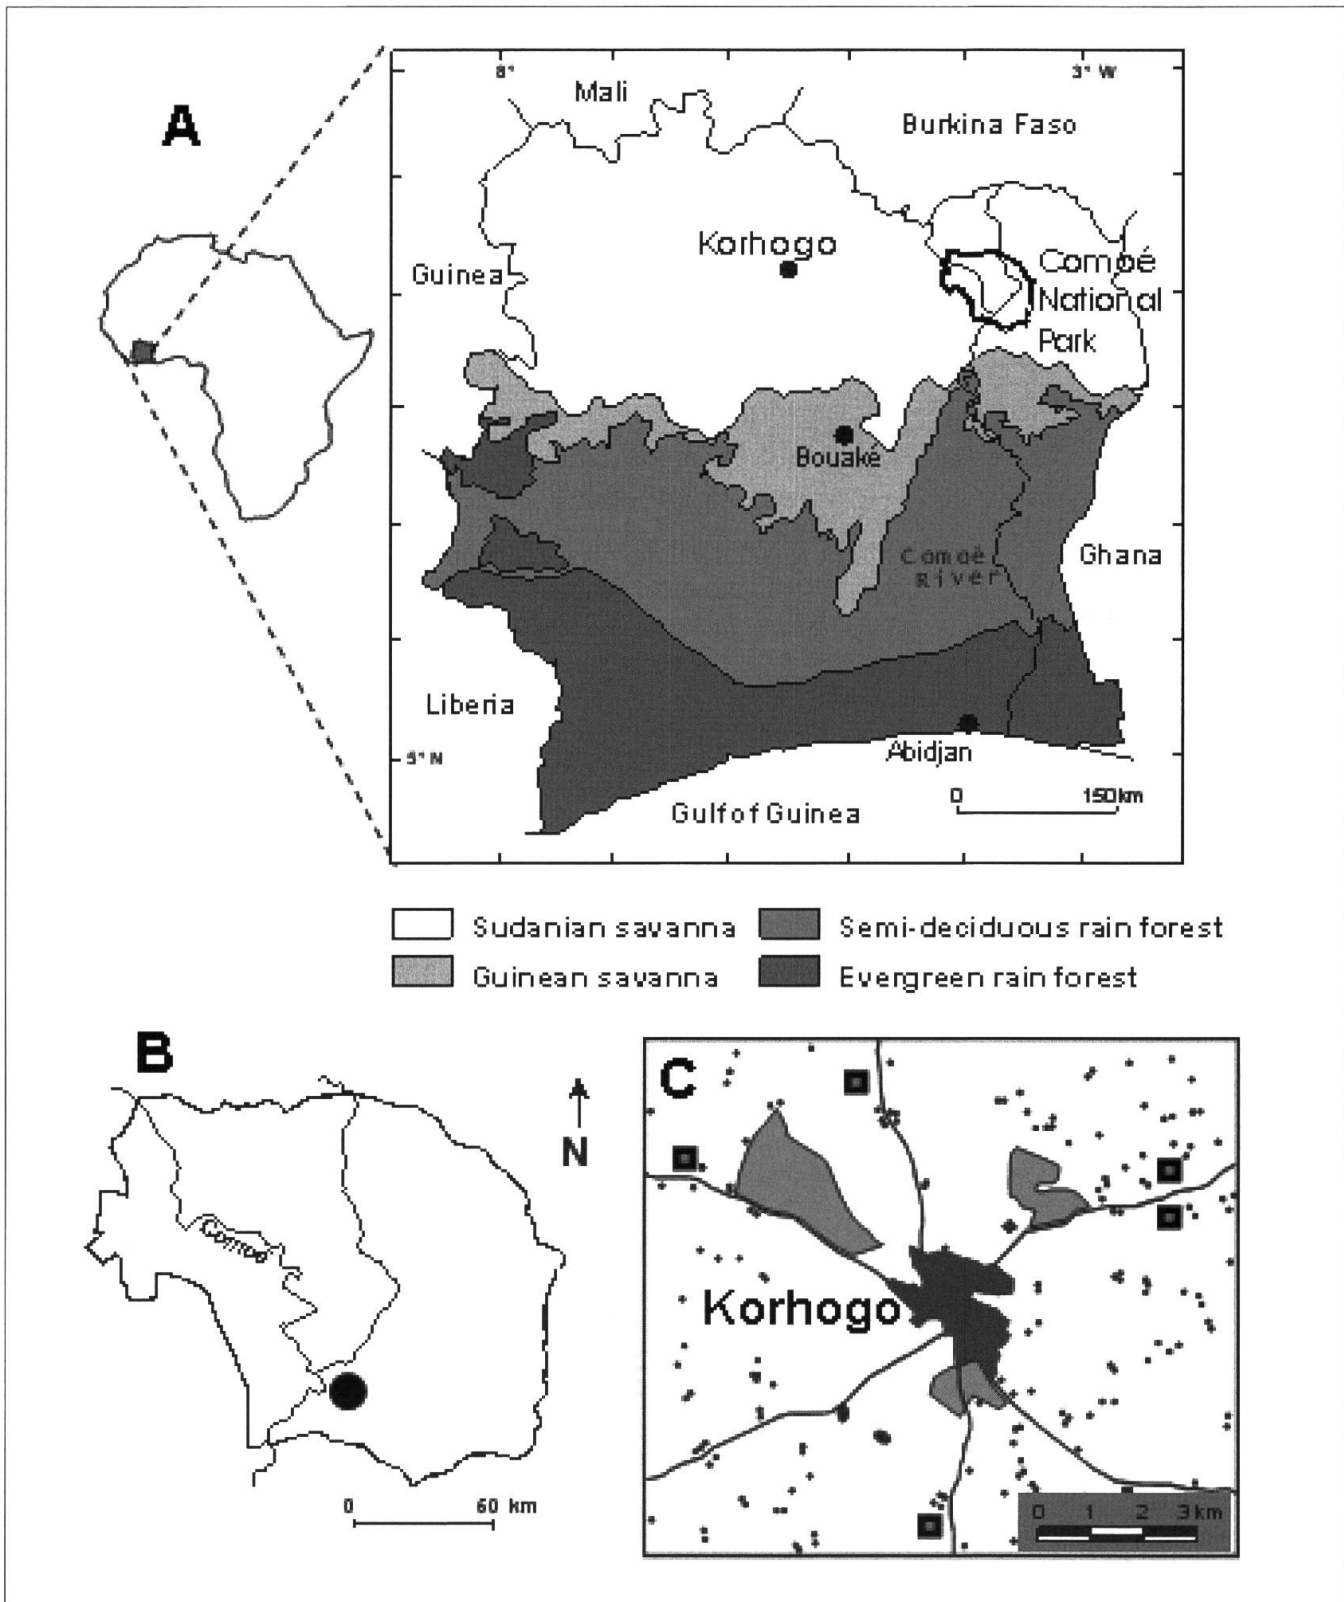 A
8°
3° W
Mali
Burkina Faso
Korhogo
Guinea
Comoé
National
Park
Bouaké
Comoé
River
Ghana
Liberia
5° N
Abidjan
0 150km
Gulf of Guinea
Sudanian savanna
Semi-deciduous rain forest
Guinean savanna
Evergreen rain forest
B
N
Comoé
0 60 km
C
Korhogo
0 1 2 3km